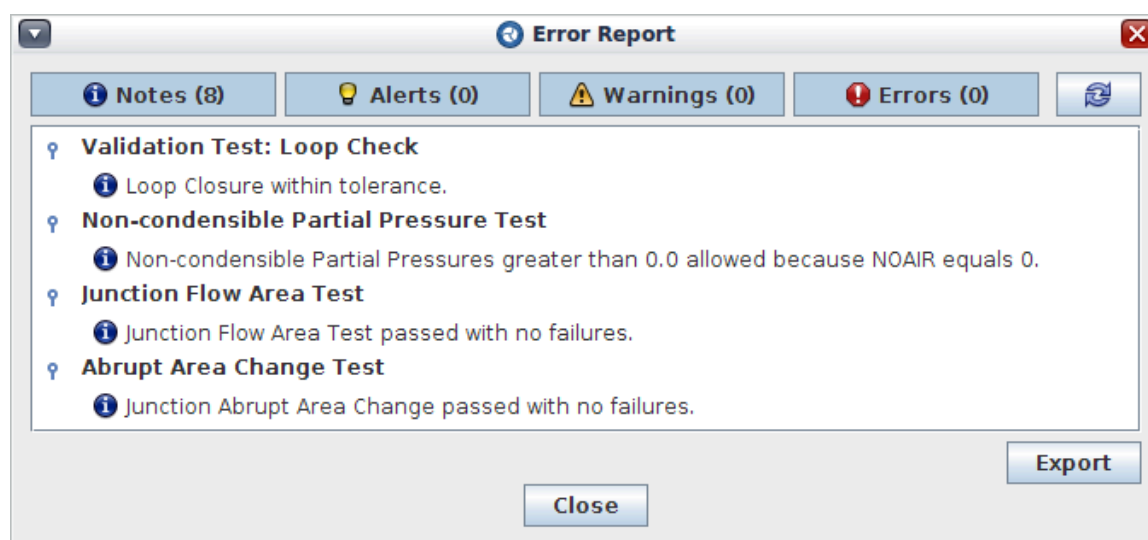 Error Report
Notes (8) Alerts (0) Warnings (0) Errors (0)
Validation Test: Loop Check
Loop Closure within tolerance.
Non-condensible Partial Pressure Test
Non-condensible Partial Pressures greater than 0.0 allowed because NOAIR equals 0.
Junction Flow Area Test
Junction Flow Area Test passed with no failures.
Abrupt Area Change Test
Junction Abrupt Area Change passed with no failures.
Export
Close